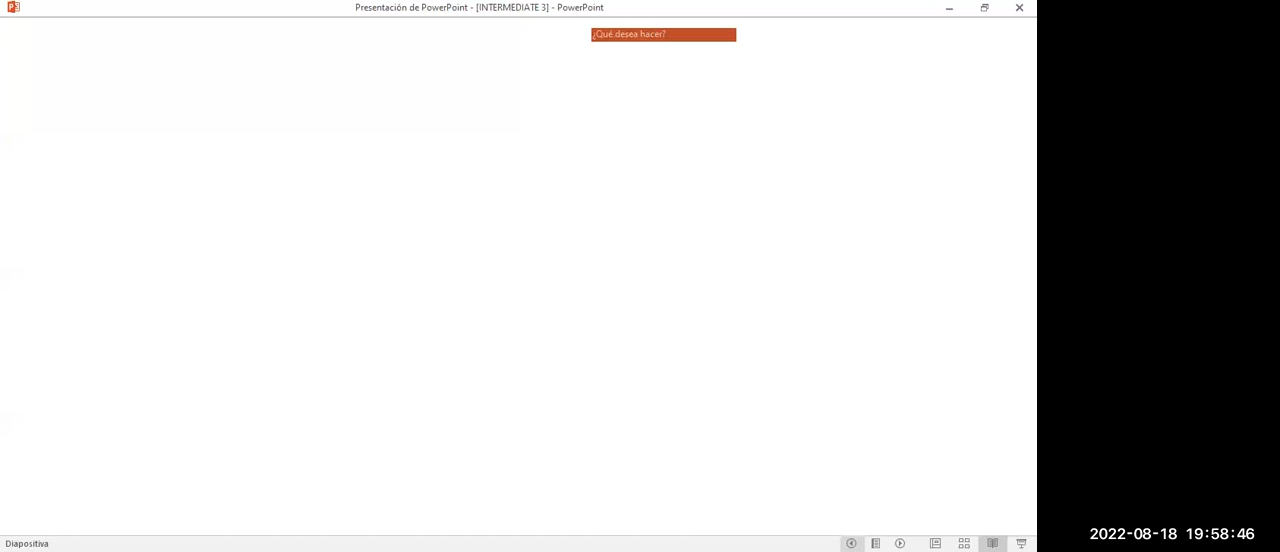 Presentación de PowerPoint - [INTERMEDIATE 3] - PowerPoint
¿Qué desea hacer?
Diapositiva
2022-08-18 19:58:46